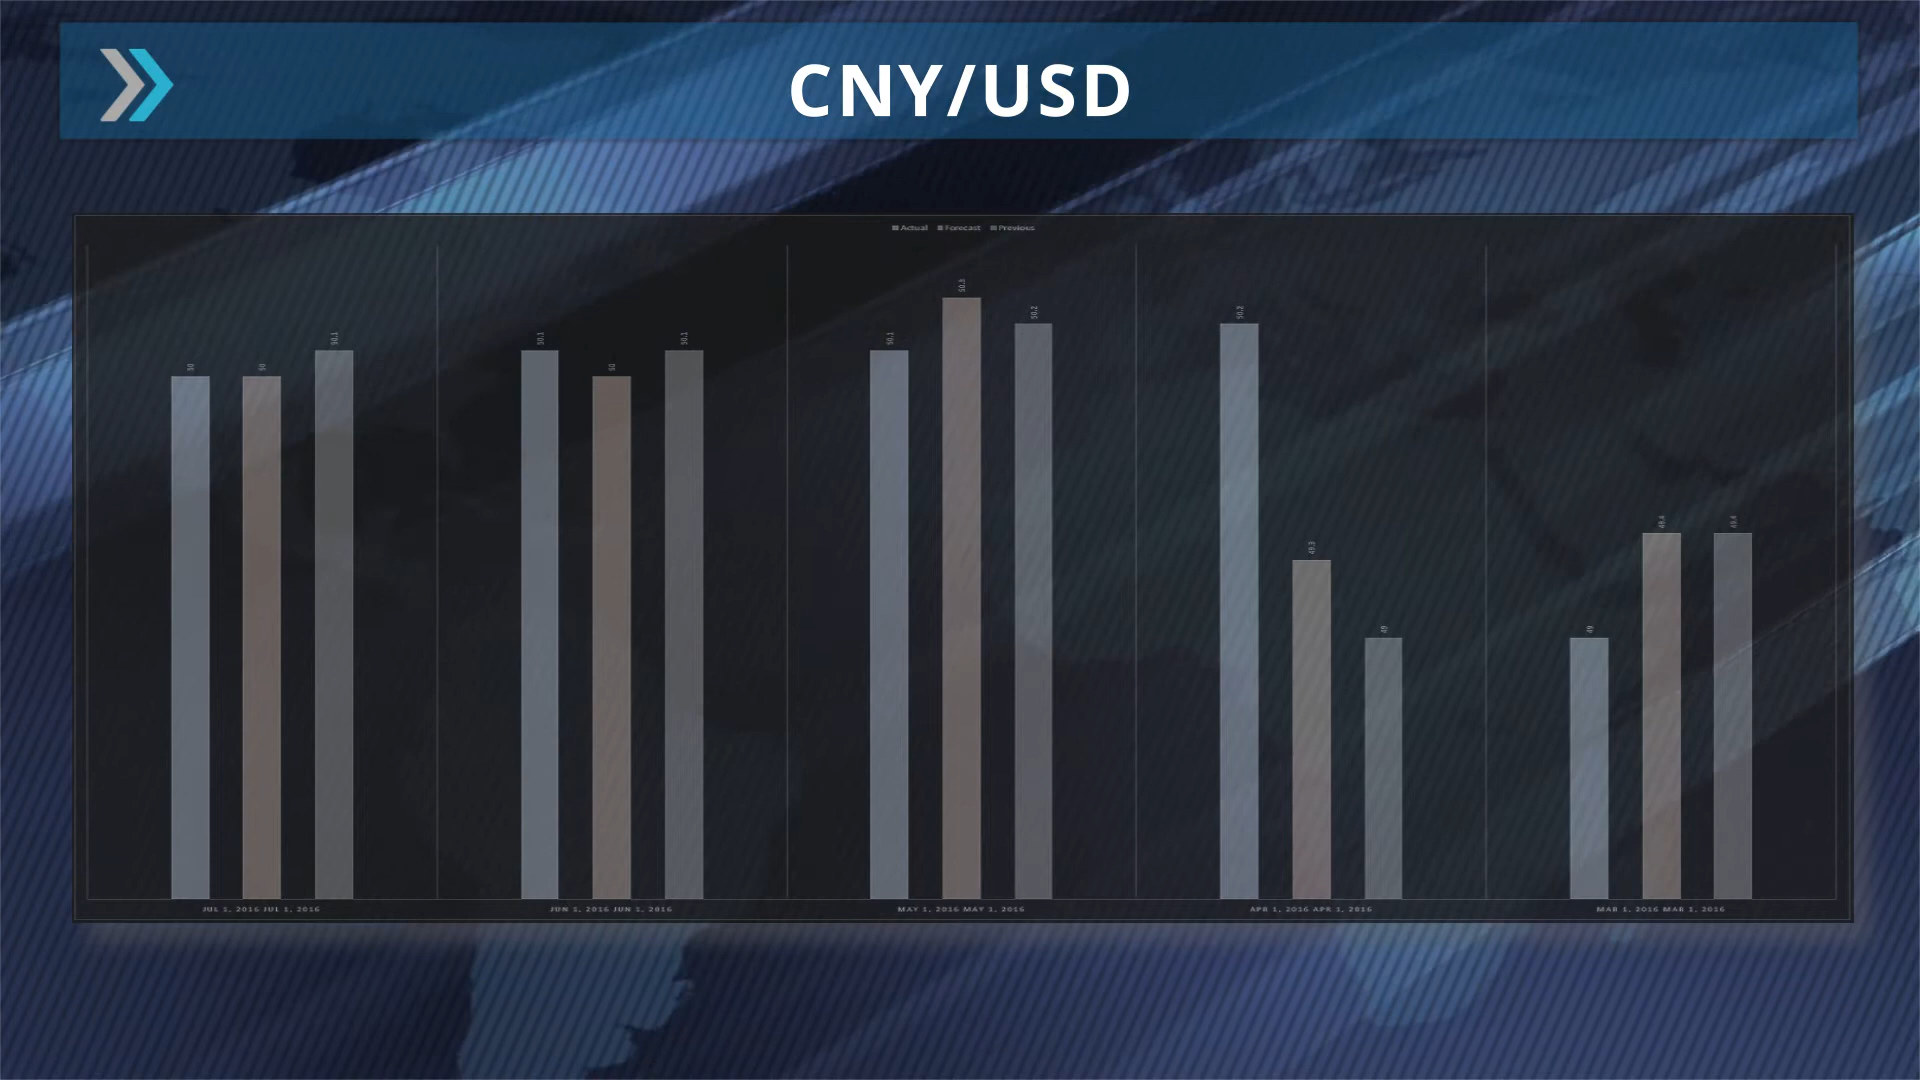 CNY/USD
Actual Forecast Previous
50 50 50.1
50.1 50 50.1
50.1 50.3 50.2
50.2 49.3 49
49 49.4 49.4
JUL 1, 2016 JUL 1, 2016
JUN 1, 2016 JUN 1, 2016
MAY 1, 2016 MAY 1, 2016
APR 1, 2016 APR 1, 2016
MAR 1, 2016 MAR 1, 2016